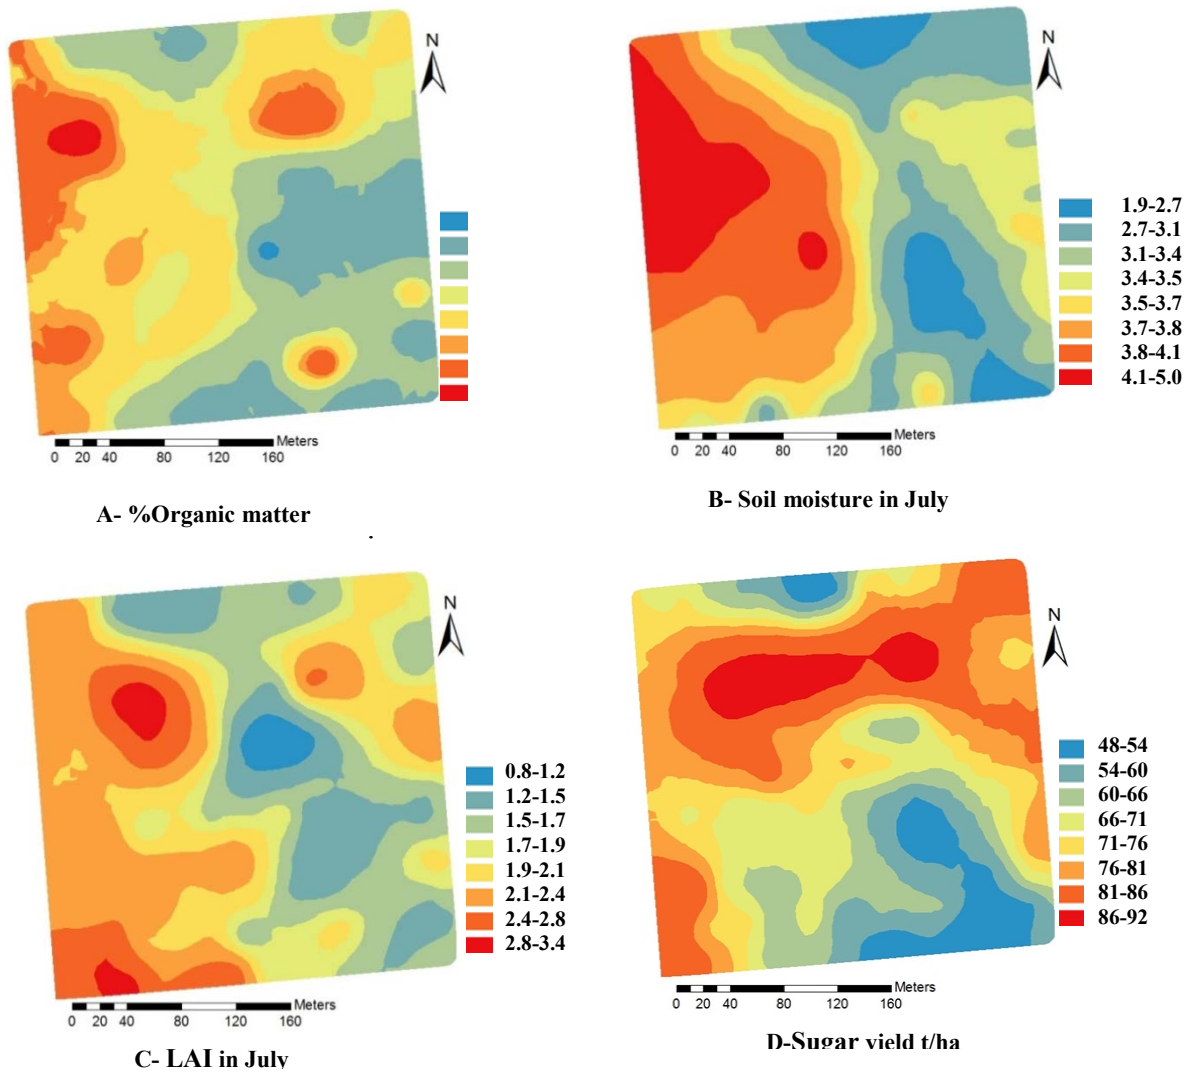 N
Meters
0 20 40 80 120 160
A- %Organic matter
N
1.9-2.7
2.7-3.1
3.1-3.4
3.4-3.5
3.5-3.7
3.7-3.8
3.8-4.1
4.1-5.0
Meters
0 20 40 80 120 160
B- Soil moisture in July
N
0.8-1.2
1.2-1.5
1.5-1.7
1.7-1.9
1.9-2.1
2.1-2.4
2.4-2.8
2.8-3.4
Meters
0 20 40 80 120 160
C- LAI in July
N
48-54
54-60
60-66
66-71
71-76
76-81
81-86
86-92
Meters
0 20 40 80 120 160
D-Sugar yield t/ha